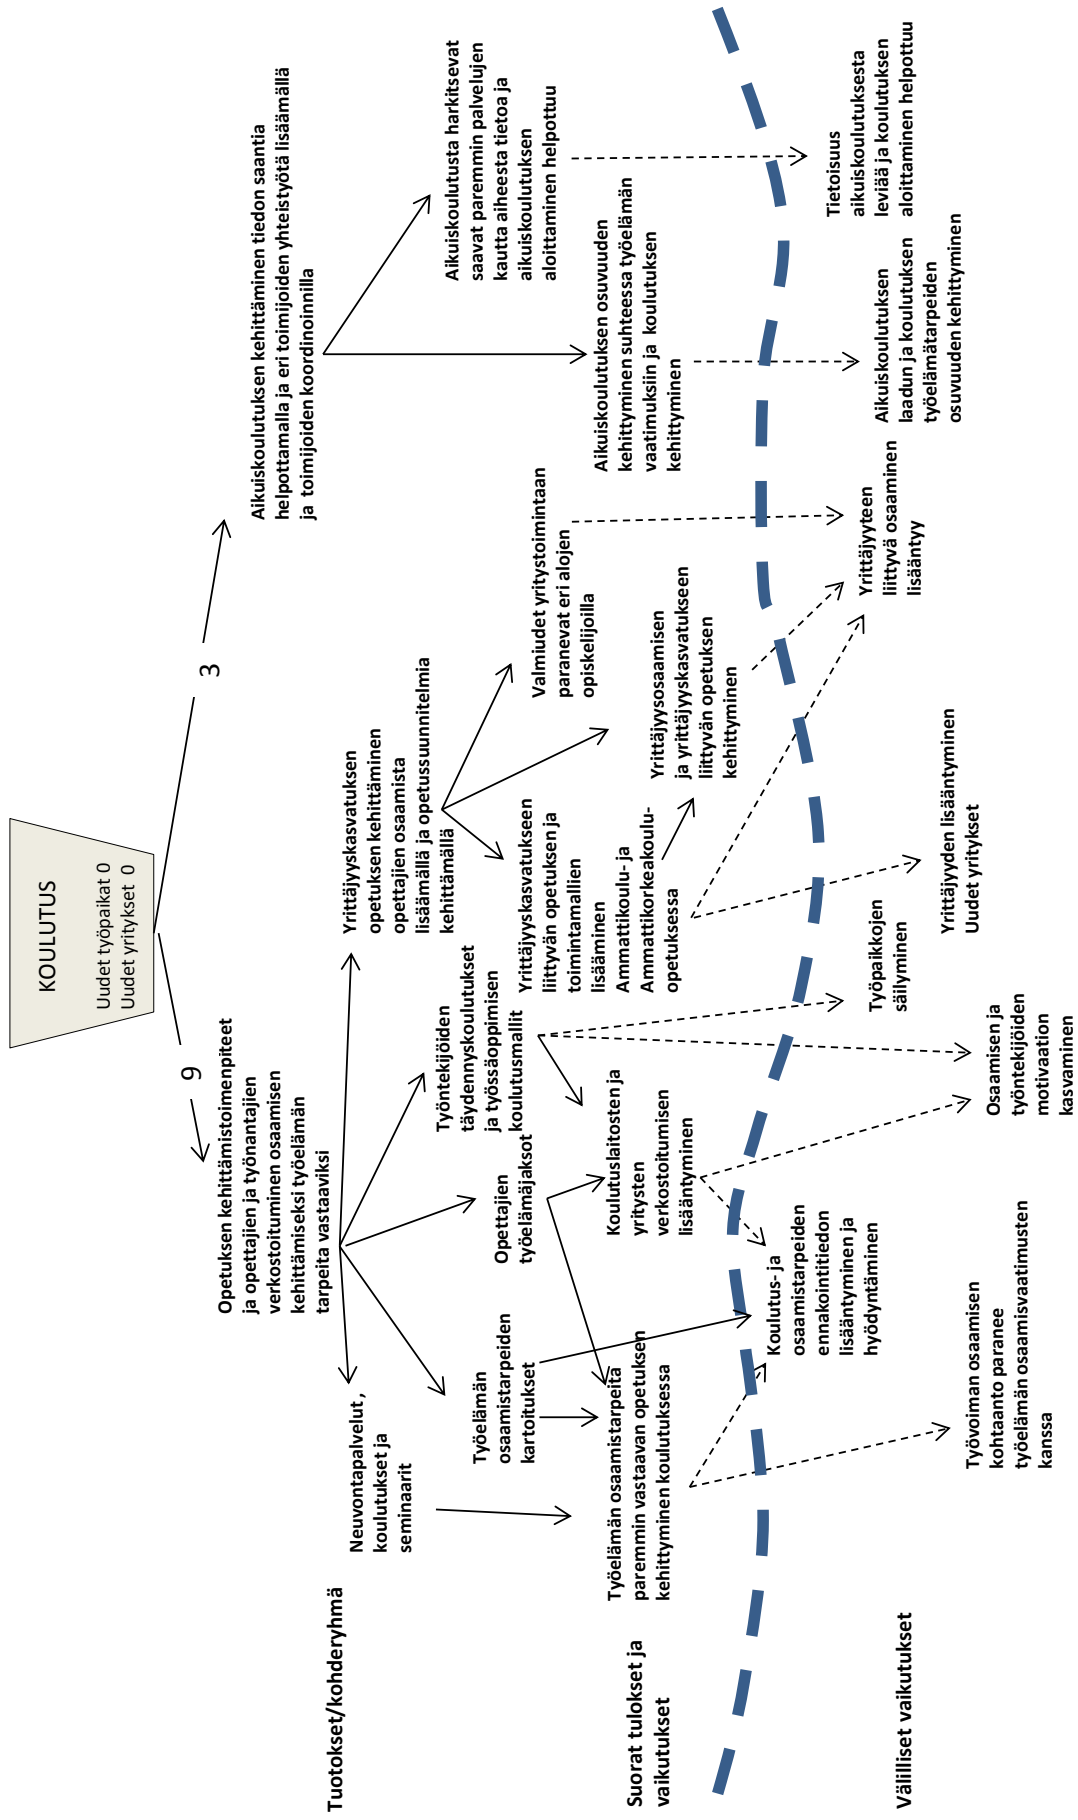 KOULUTUS
Uudet työpaikat 0
Uudet yritykset 0
9
3
Opetuksen kehittämistoimenpiteet
ja opettajien ja työnantajien
verkostoituminen osaamisen
kehittämiseksi työelämän
tarpeita vastaaviksi
Aikuiskoulutuksen kehittäminen tiedon saantia
helpottamalla ja eri toimijoiden yhteistyötä lisäämällä
ja toimijoiden koordinoinnilla
Yrittäjyyskasvatuksen
opetuksen kehittäminen
opettajien osaamista
lisäämällä ja opetussuunnitelmia
kehittämällä
Tuotokset/kohderyhmä
Neuvontapalvelut,
koulutukset ja
seminaarit
Työelämän
osaamistarpeiden
kartoitukset
Opettajien
työelämäjaksot
Työntekijöiden
täydennyskoulutukset
ja työssäoppimisen
koulutusmallit
Yrittäjyyskasvatukseen
liittyvän opetuksen ja
toimintamallien
lisääminen
Ammattikoulu- ja
Ammattikorkeakoulu-
opetuksessa
Valmiudet yritystoimintaan
paranevat eri alojen
opiskelijoilla
Aikuiskoulutusta harkitsevat
saavat paremmin palvelujen
kautta aiheesta tietoa ja
aikuiskoulutuksen
aloittaminen helpottuu
Suorat tulokset ja
vaikutukset
Työelämän osaamistarpeita
paremmin vastaavan opetuksen
kehittyminen koulutuksessa
Koulutuslaitosten ja
yritysten
verkostoitumisen
lisääntyminen
Yrittäjyysosaamisen
ja yrittäjyyskasvatukseen
liittyvän opetuksen
kehittyminen
Aikuiskoulutuksen osuvuuden
kehittyminen suhteessa työelämän
vaatimuksiin ja koulutuksen
kehittyminen
Välilliset vaikutukset
Koulutus- ja
osaamistarpeiden
ennakointitiedon
lisääntyminen ja
hyödyntäminen
Työvoiman osaamisen
kohtaanto paranee
työelämän osaamisvaatimusten
kanssa
Osaamisen ja
työntekijöiden
motivaation
kasvaminen
Työpaikkojen
säilyminen
Yrittäjyyden lisääntyminen
Uudet yritykset
Yrittäjyyteen
liittyvä osaaminen
lisääntyy
Aikuiskoulutuksen
laadun ja koulutuksen
työelämätarpeiden
osuvuuden kehittyminen
Tietoisuus
aikuiskoulutuksesta
leviää ja koulutuksen
aloittaminen helpottuu